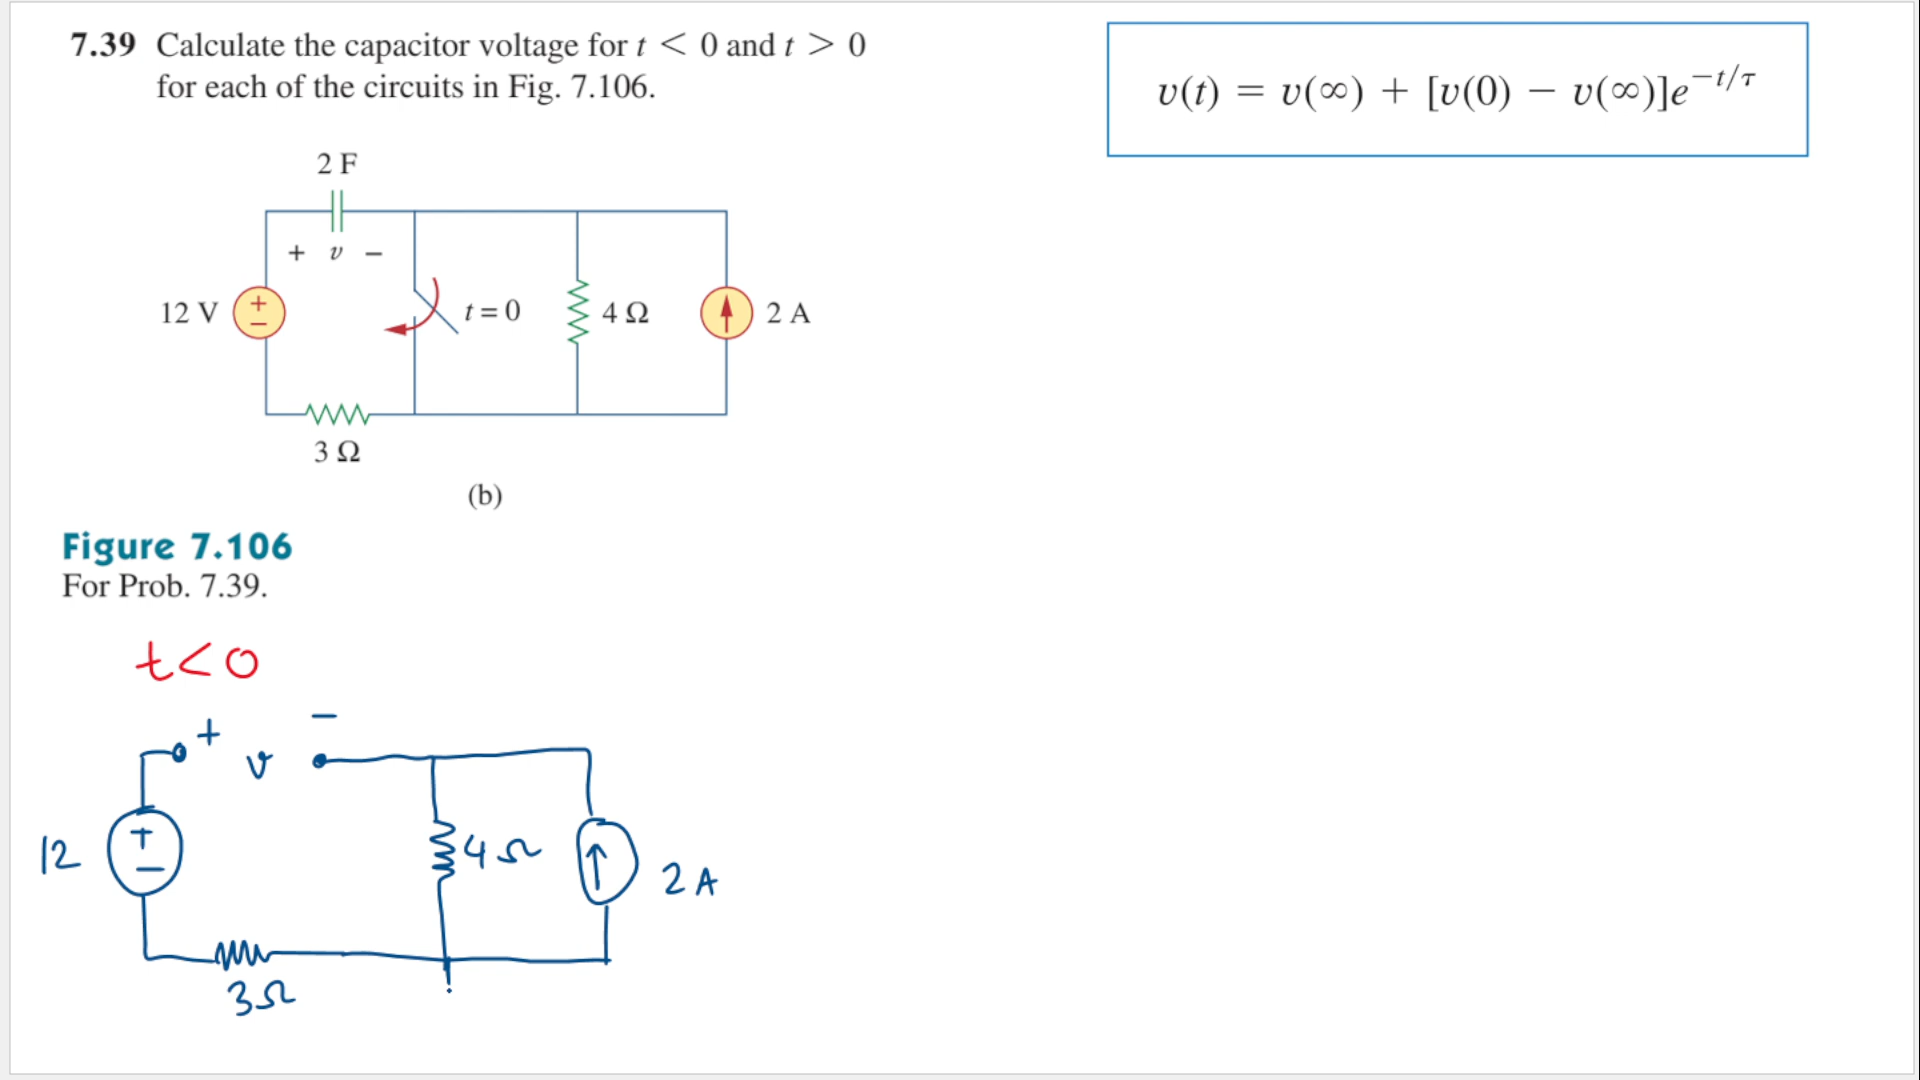 7.39 Calculate the capacitor voltage for t < 0 and t > 0
for each of the circuits in Fig. 7.106.
v(t) = v(∞) + [v(0) − v(∞)]e^{−t/τ}
2 F
+ v −
12 V
+
−
t = 0
4 Ω
2 A
3 Ω
(b)
Figure 7.106
For Prob. 7.39.
t<0
+ v −
12
+
−
4Ω
2A
3Ω